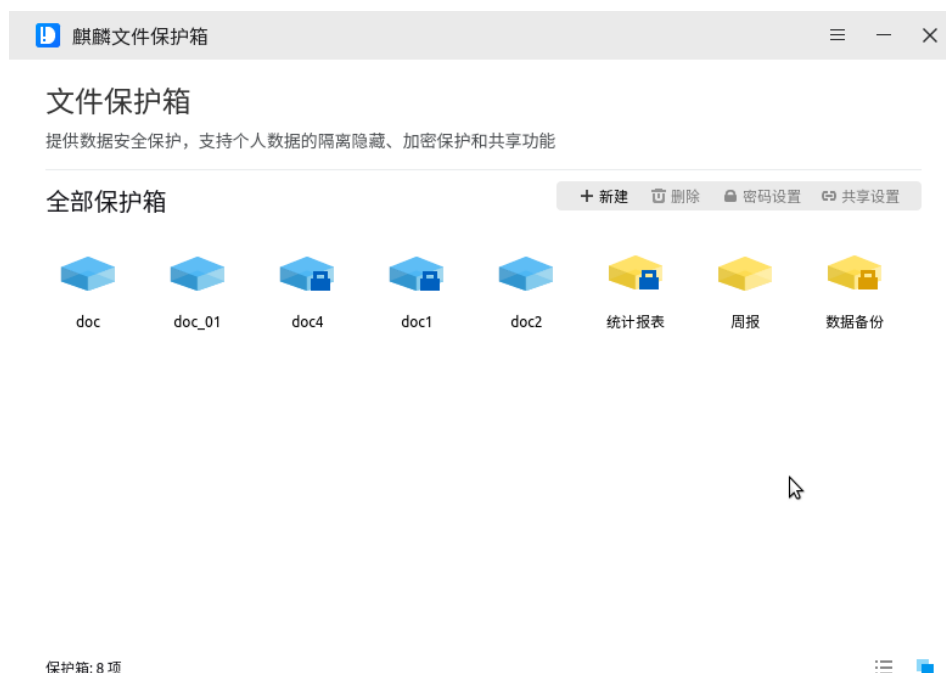 麒麟文件保护箱
文件保护箱
提供数据安全保护，支持个人数据的隔离隐藏、加密保护和共享功能
全部保护箱
新建 删除 密码设置 共享设置
doc doc_01 doc4 doc1 doc2 统计报表 周报 数据备份
保护箱: 8 项